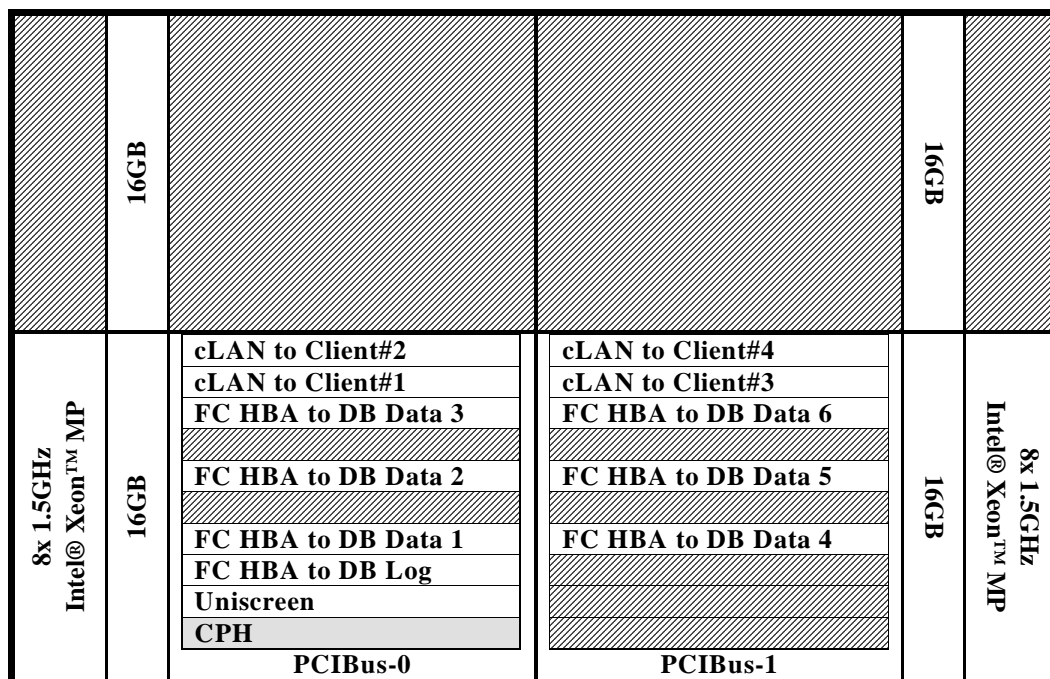 16GB
16GB
8x 1.5GHz
Intel® Xeon™ MP
16GB
cLAN to Client#2
cLAN to Client#1
FC HBA to DB Data 3
FC HBA to DB Data 2
FC HBA to DB Data 1
FC HBA to DB Log
Uniscreen
CPH
PCIBus-0
cLAN to Client#4
cLAN to Client#3
FC HBA to DB Data 6
FC HBA to DB Data 5
FC HBA to DB Data 4
PCIBus-1
16GB
8x 1.5GHz
Intel® Xeon™ MP